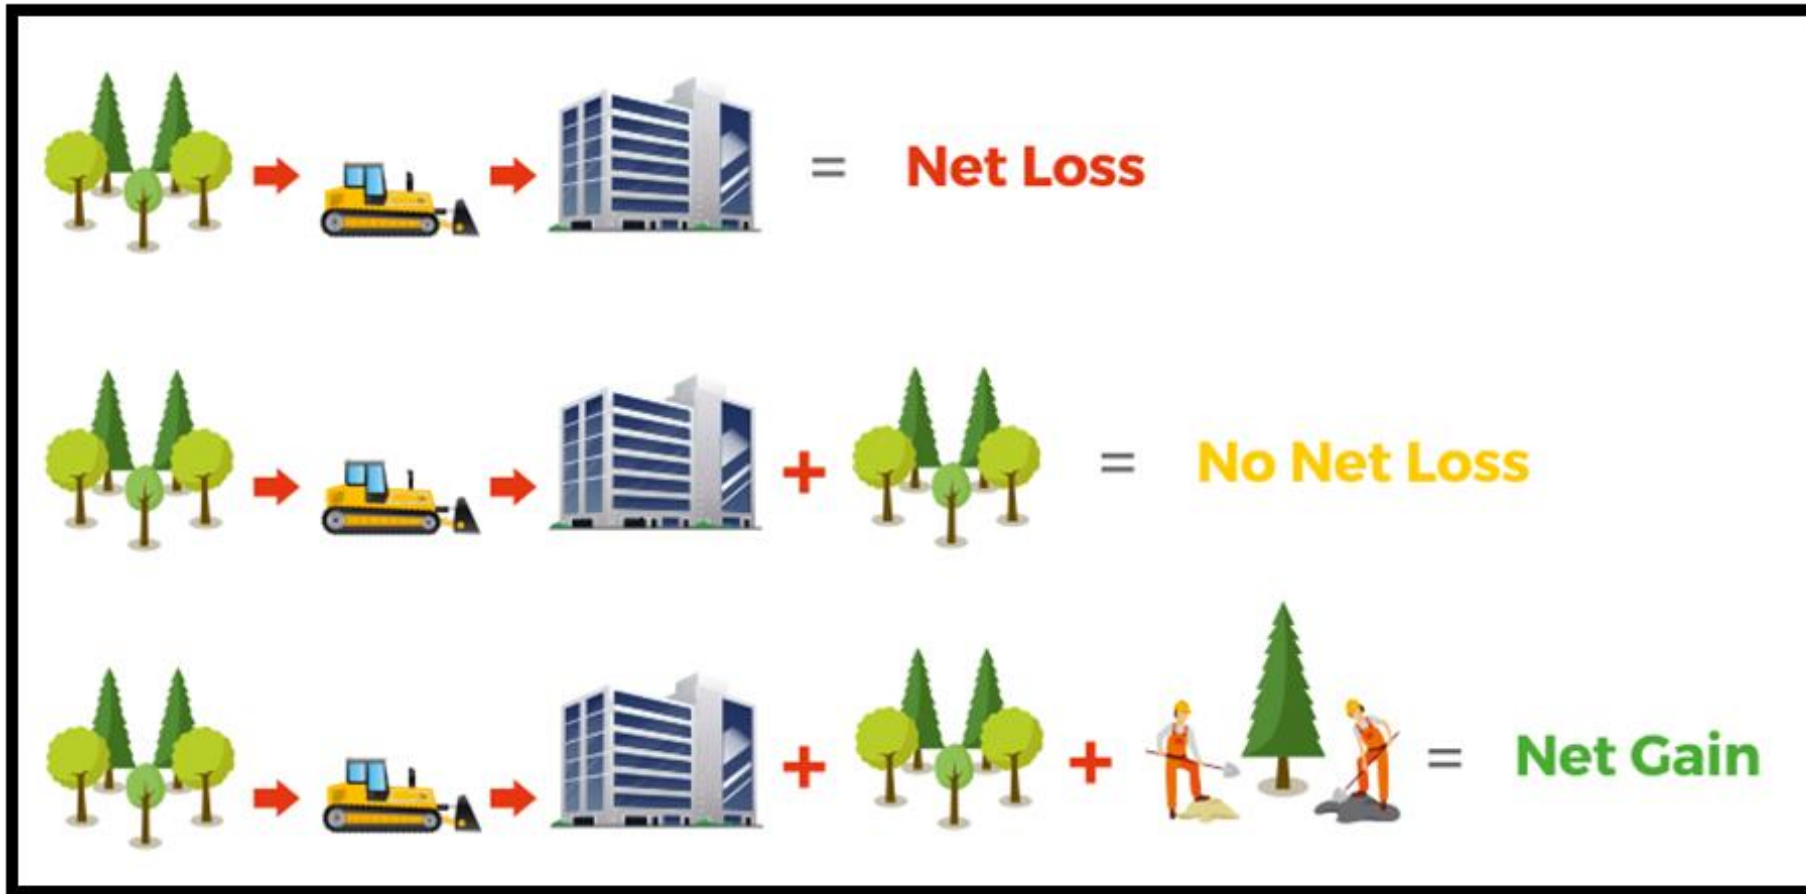 = Net Loss
+ = No Net Loss
+ + = Net Gain